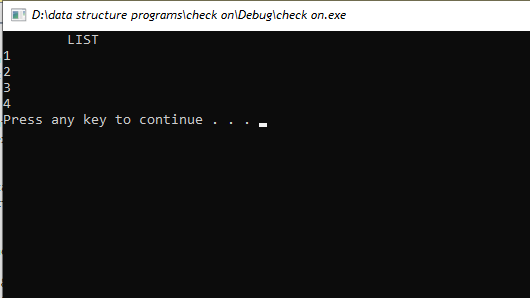 D:\data structure programs\check on\Debug\check on.exe
LIST
1
2
3
4
Press any key to continue . . .